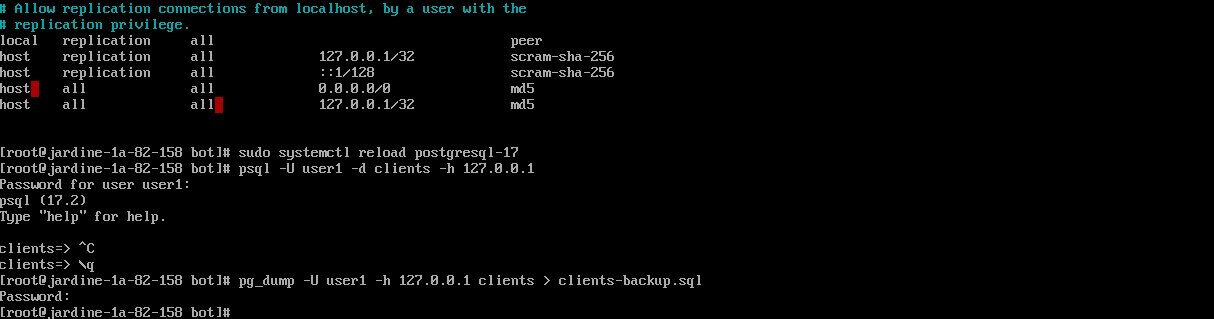 # Allow replication connections from localhost, by a user with the
# replication privilege.
local   replication     all                                     peer
host    replication     all             127.0.0.1/32            scram-sha-256
host    replication     all             ::1/128                 scram-sha-256
host    all             all             0.0.0.0/0               md5
host    all             all             127.0.0.1/32            md5
[root@jardine-1a-82-158 bot]# sudo systemctl reload postgresql-17
[root@jardine-1a-82-158 bot]# psql -U user1 -d clients -h 127.0.0.1
Password for user user1:
psql (17.2)
Type "help" for help.
clients=> ^C
clients=> \q
[root@jardine-1a-82-158 bot]# pg_dump -U user1 -h 127.0.0.1 clients > clients-backup.sql
Password:
[root@jardine-1a-82-158 bot]#